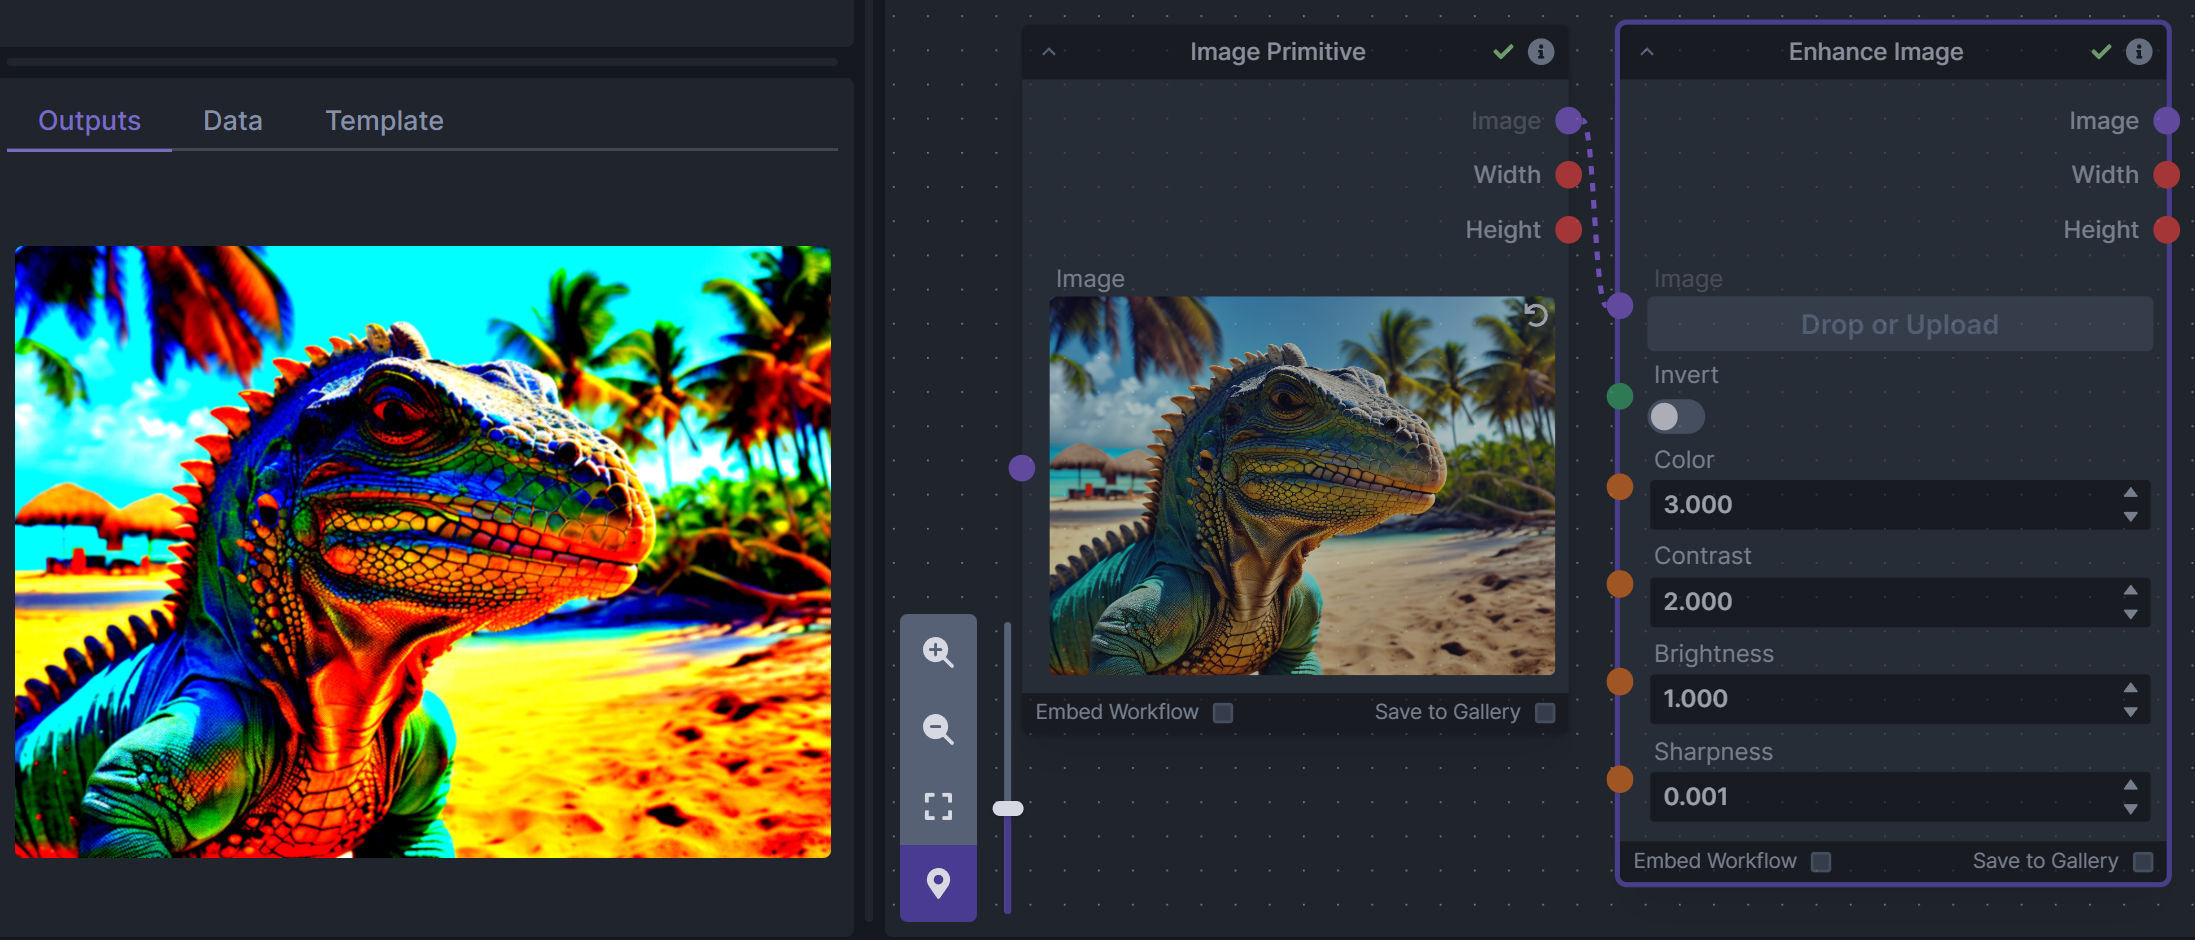 Outputs Data Template
Image Primitive
Image
Width
Height
Image
Embed Workflow Save to Gallery
Enhance Image
Image
Width
Height
Image
Drop or Upload
Invert
Color
3.000
Contrast
2.000
Brightness
1.000
Sharpness
0.001
Embed Workflow Save to Gallery